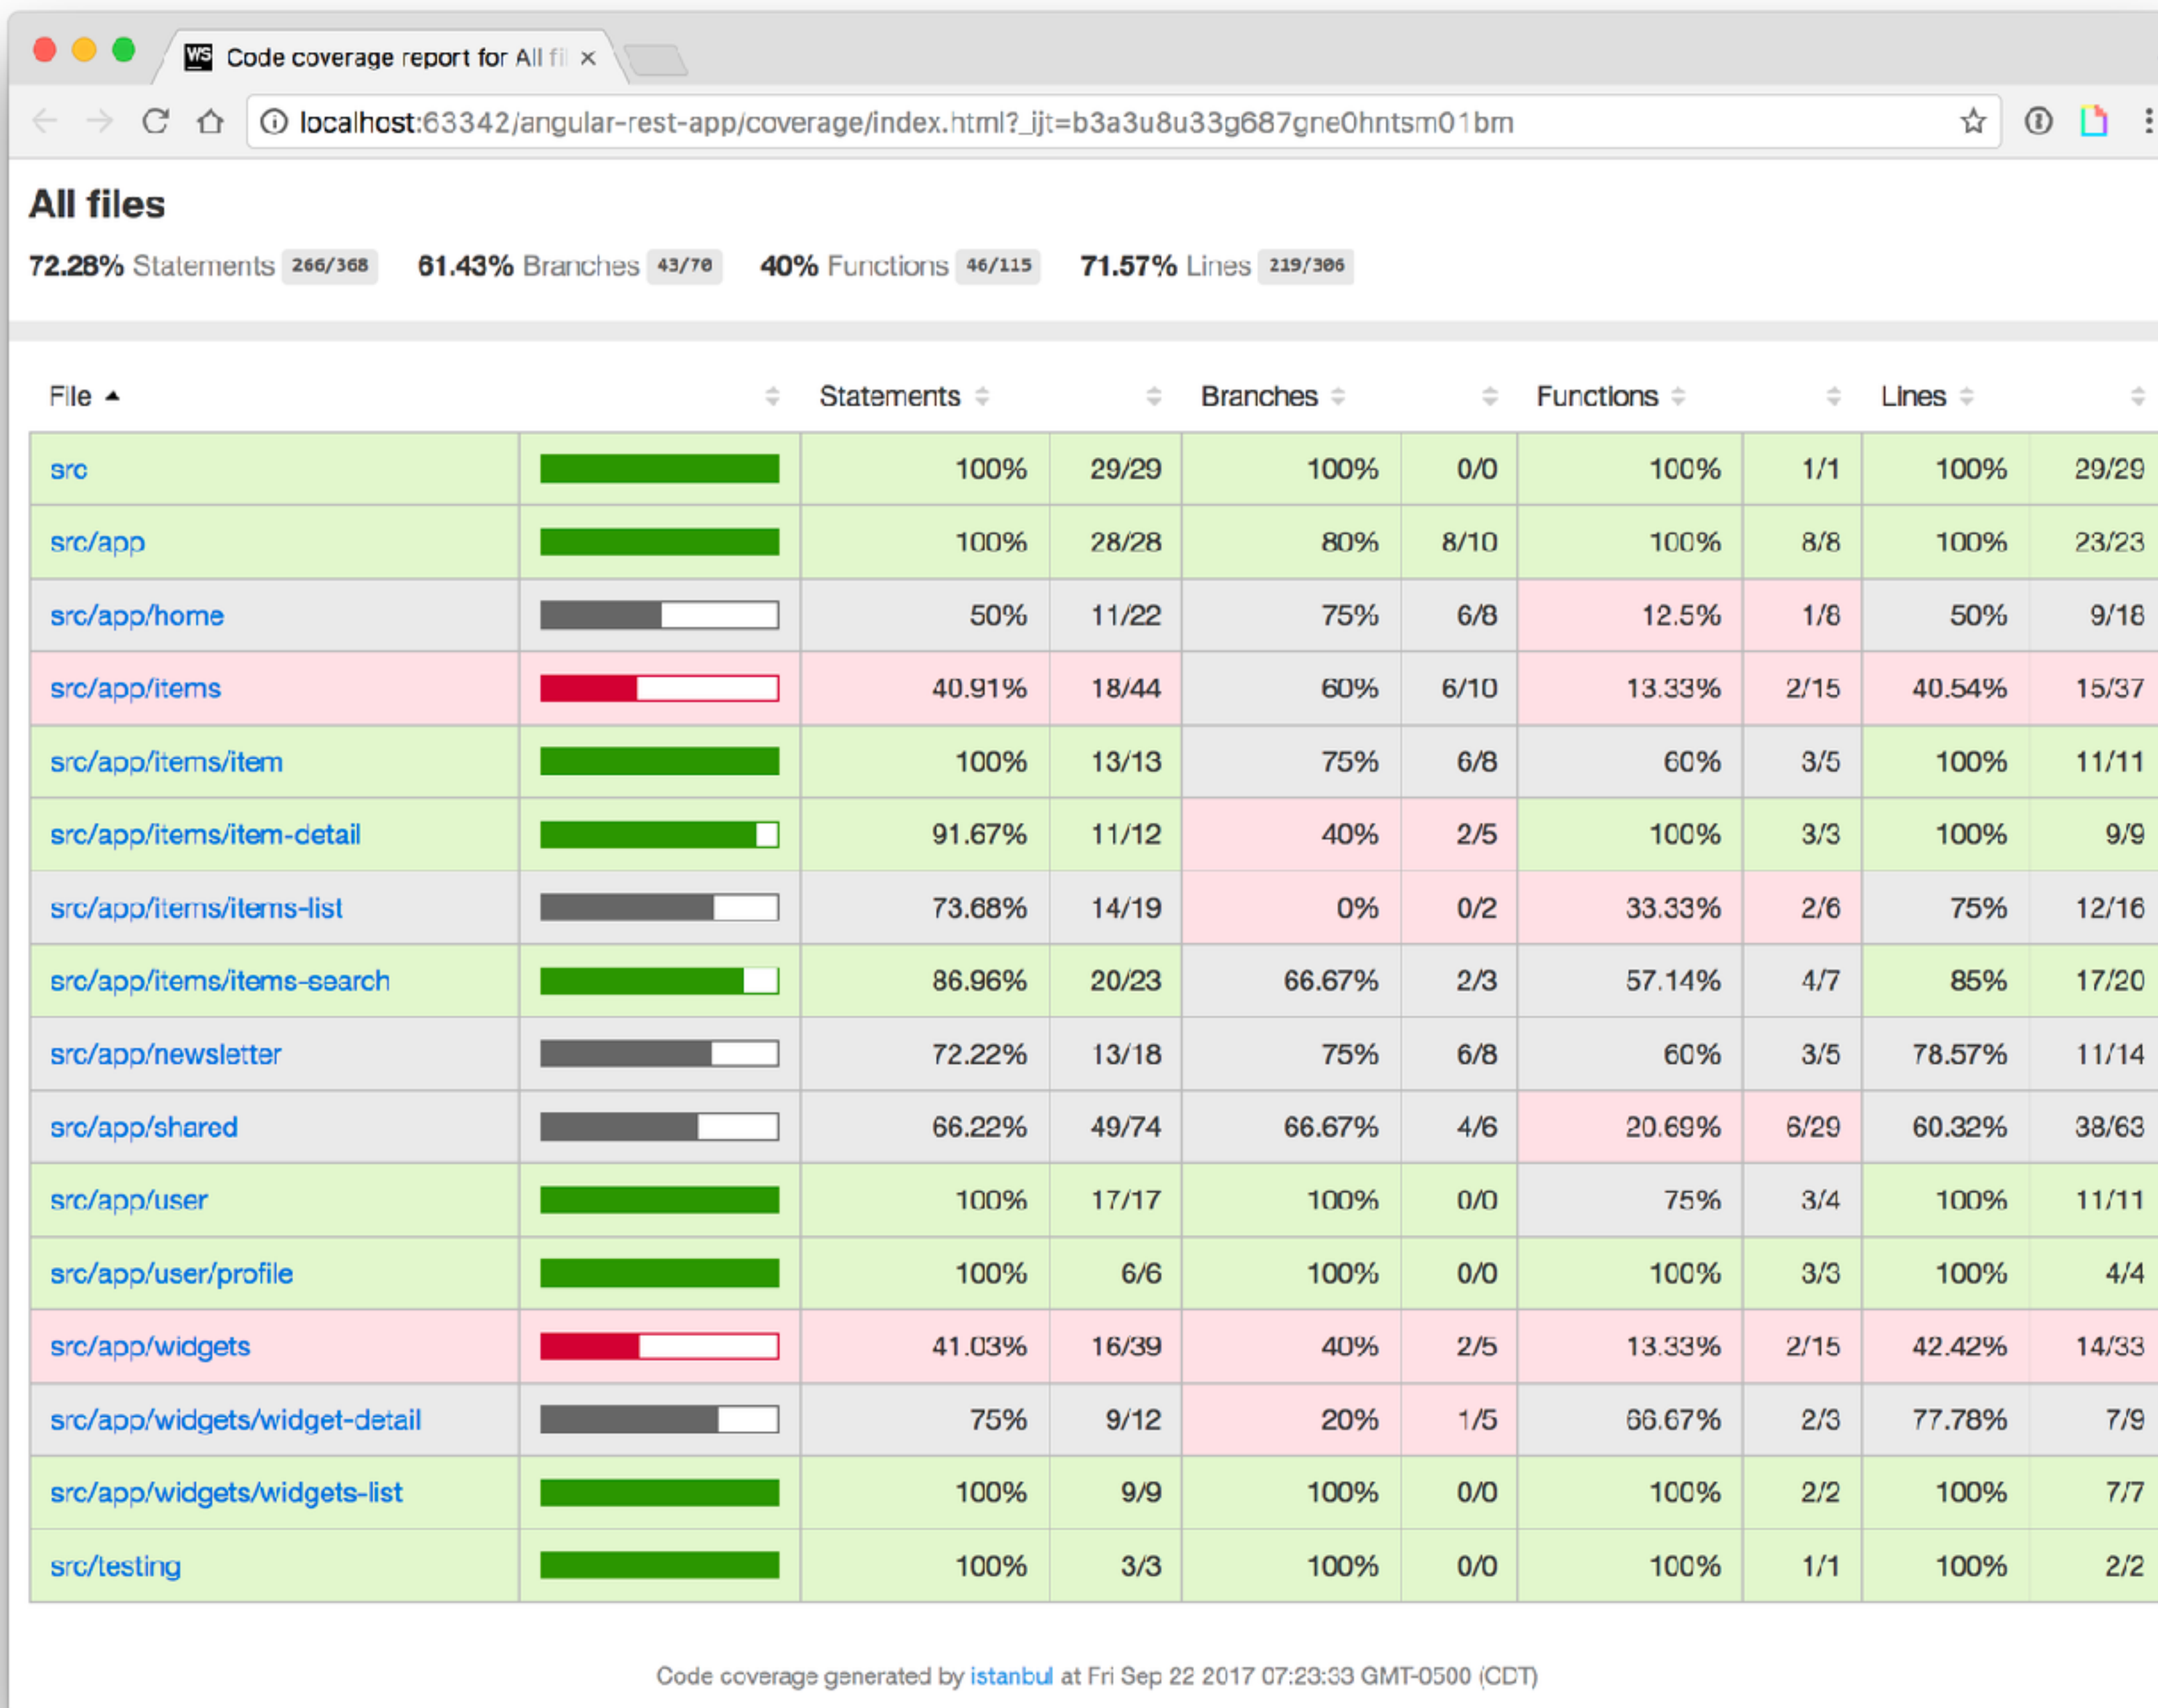 WS Code coverage report for All fi
localhost:63342/angular-rest-app/coverage/index.html?_ijt=b3a3u8u33g687gne0hntsm01bm
All files
72.28% Statements 266/368 61.43% Branches 43/70 40% Functions 46/115 71.57% Lines 219/306
File Statements Branches Functions Lines
src 100% 29/29 100% 0/0 100% 1/1 100% 29/29
src/app 100% 28/28 80% 8/10 100% 8/8 100% 23/23
src/app/home 50% 11/22 75% 6/8 12.5% 1/8 50% 9/18
src/app/items 40.91% 18/44 60% 6/10 13.33% 2/15 40.54% 15/37
src/app/items/item 100% 13/13 75% 6/8 60% 3/5 100% 11/11
src/app/items/item-detail 91.67% 11/12 40% 2/5 100% 3/3 100% 9/9
src/app/items/items-list 73.68% 14/19 0% 0/2 33.33% 2/6 75% 12/16
src/app/items/items-search 86.96% 20/23 66.67% 2/3 57.14% 4/7 85% 17/20
src/app/newsletter 72.22% 13/18 75% 6/8 60% 3/5 78.57% 11/14
src/app/shared 66.22% 49/74 66.67% 4/6 20.69% 6/29 60.32% 38/63
src/app/user 100% 17/17 100% 0/0 75% 3/4 100% 11/11
src/app/user/profile 100% 6/6 100% 0/0 100% 3/3 100% 4/4
src/app/widgets 41.03% 16/39 40% 2/5 13.33% 2/15 42.42% 14/33
src/app/widgets/widget-detail 75% 9/12 20% 1/5 66.67% 2/3 77.78% 7/9
src/app/widgets/widgets-list 100% 9/9 100% 0/0 100% 2/2 100% 7/7
src/testing 100% 3/3 100% 0/0 100% 1/1 100% 2/2
Code coverage generated by istanbul at Fri Sep 22 2017 07:23:33 GMT-0500 (CDT)